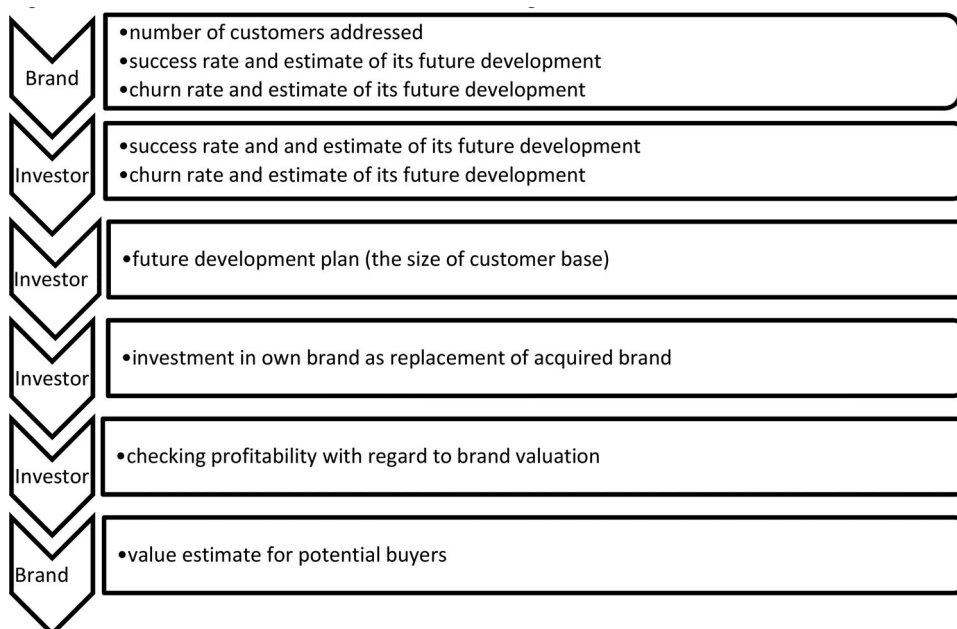 Brand
•number of customers addressed
•success rate and estimate of its future development
•churn rate and estimate of its future development
Investor
•success rate and and estimate of its future development
•churn rate and estimate of its future development
Investor
•future development plan (the size of customer base)
Investor
•investment in own brand as replacement of acquired brand
Investor
•checking profitability with regard to brand valuation
Brand
•value estimate for potential buyers